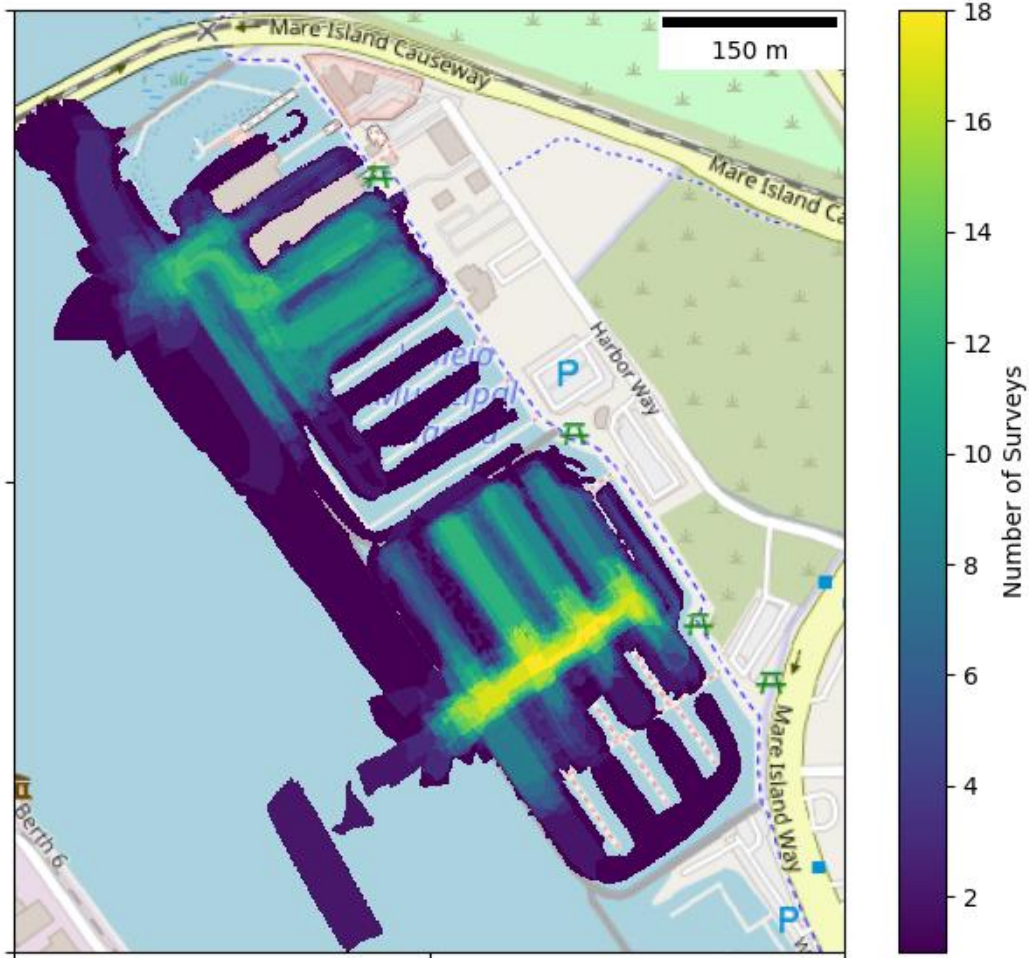 Mare Island Causeway
150 m
Mare Island Ca
Harbor Way
P
Mare Island Way
P
Berth 6
18
16
14
12
10
8
6
4
2
Number of Surveys